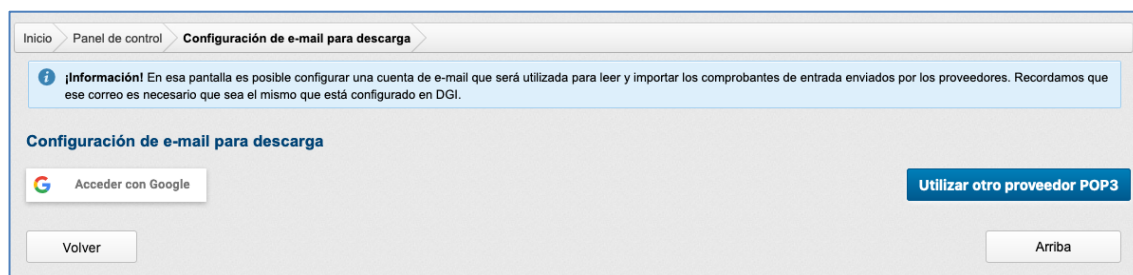 Inicio Panel de control Configuración de e-mail para descarga
¡Información! En esa pantalla es posible configurar una cuenta de e-mail que será utilizada para leer y importar los comprobantes de entrada enviados por los proveedores. Recordamos que
ese correo es necesario que sea el mismo que está configurado en DGI.
Configuración de e-mail para descarga
Acceder con Google Utilizar otro proveedor POP3
Volver Arriba